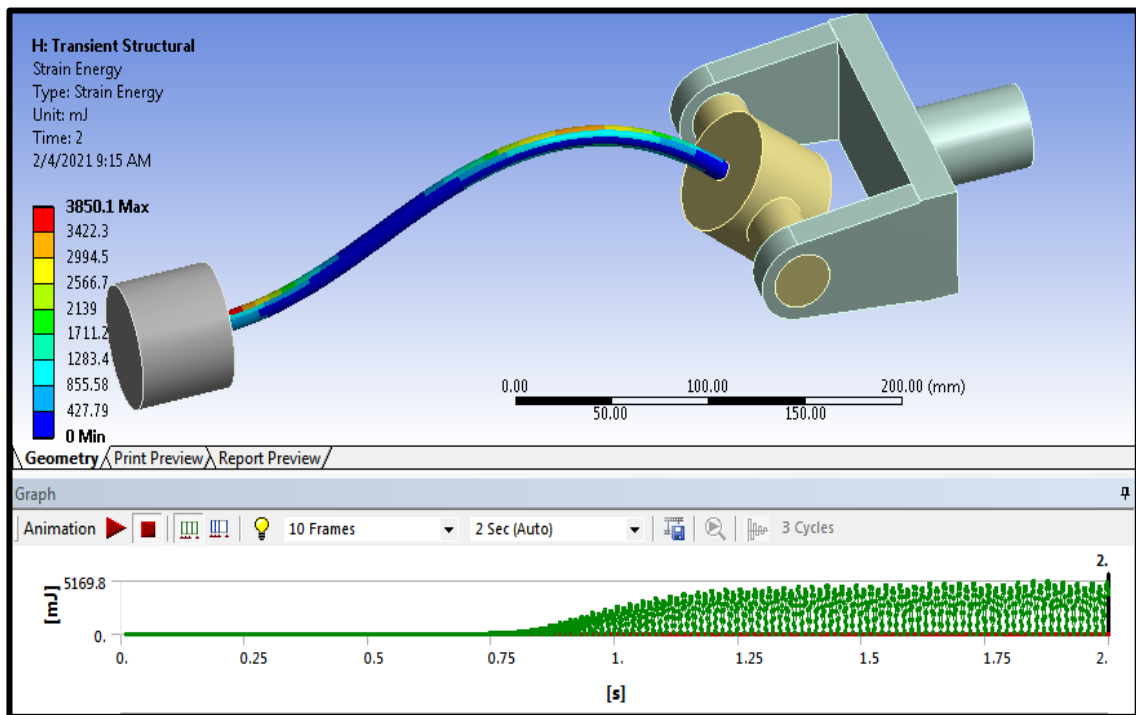 H: Transient Structural
Strain Energy
Type: Strain Energy
Unit: mJ
Time: 2
2/4/2021 9:15 AM
3850.1 Max
3422.3
2994.5
2566.7
2139
1711.2
1283.4
855.58
427.79
0 Min
0.00 100.00 200.00 (mm)
50.00 150.00
Geometry Print Preview Report Preview
Graph
Animation 10 Frames 2 Sec (Auto) 3 Cycles
2.
5169.8
[mJ]
0.
0. 0.25 0.5 0.75 1. 1.25 1.5 1.75 2.
[s]